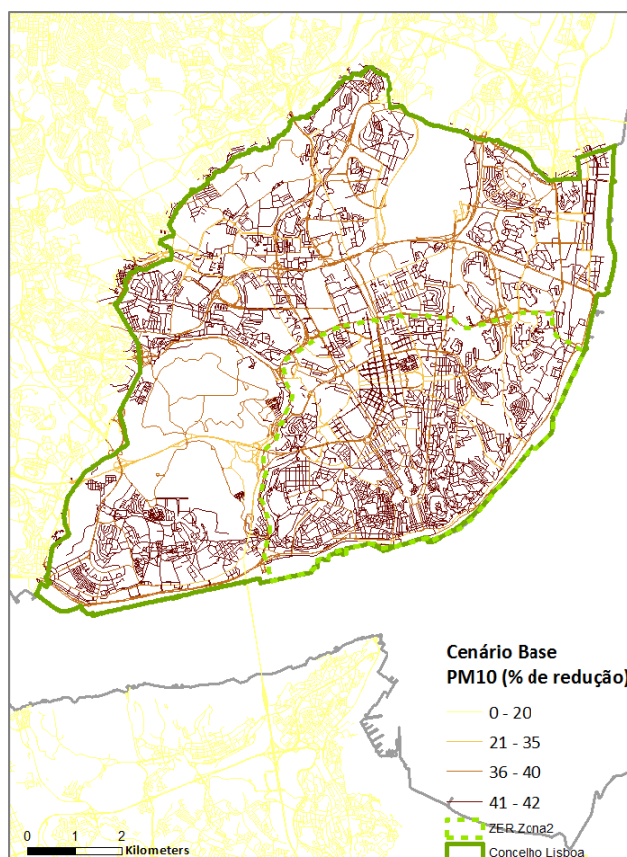 Cenário Base
PM10 (% de redução)
0 - 20
21 - 35
36 - 40
41 - 42
ZER Zona2
Concelho Lisboa
0 1 2
Kilometers